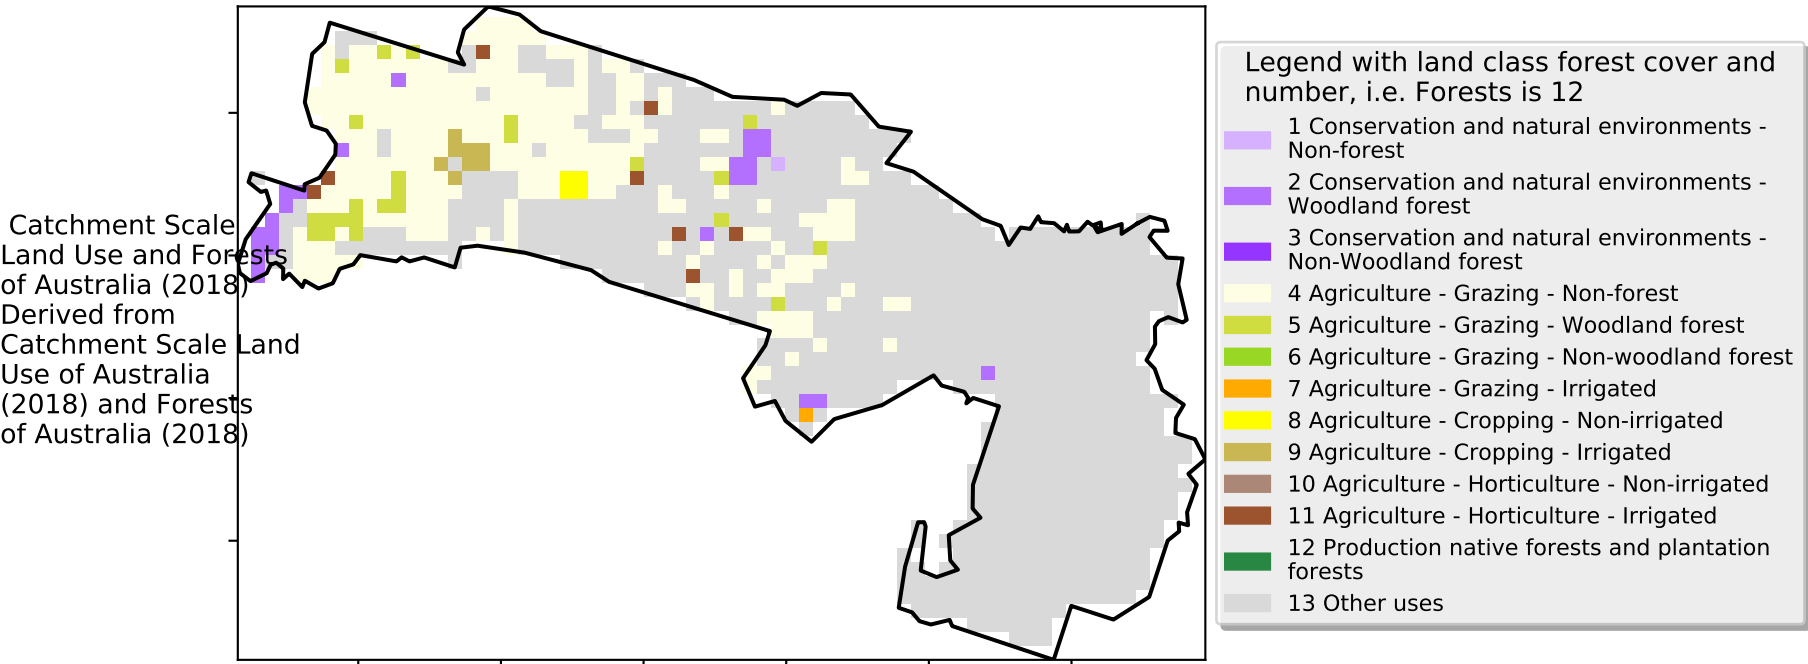 Catchment Scale
Land Use and Forests
of Australia (2018)
Derived from
Catchment Scale Land
Use of Australia
(2018) and Forests
of Australia (2018)
Legend with land class forest cover and
number, i.e. Forests is 12
1 Conservation and natural environments -
Non-forest
2 Conservation and natural environments -
Woodland forest
3 Conservation and natural environments -
Non-Woodland forest
4 Agriculture - Grazing - Non-forest
5 Agriculture - Grazing - Woodland forest
6 Agriculture - Grazing - Non-woodland forest
7 Agriculture - Grazing - Irrigated
8 Agriculture - Cropping - Non-irrigated
9 Agriculture - Cropping - Irrigated
10 Agriculture - Horticulture - Non-irrigated
11 Agriculture - Horticulture - Irrigated
12 Production native forests and plantation
forests
13 Other uses